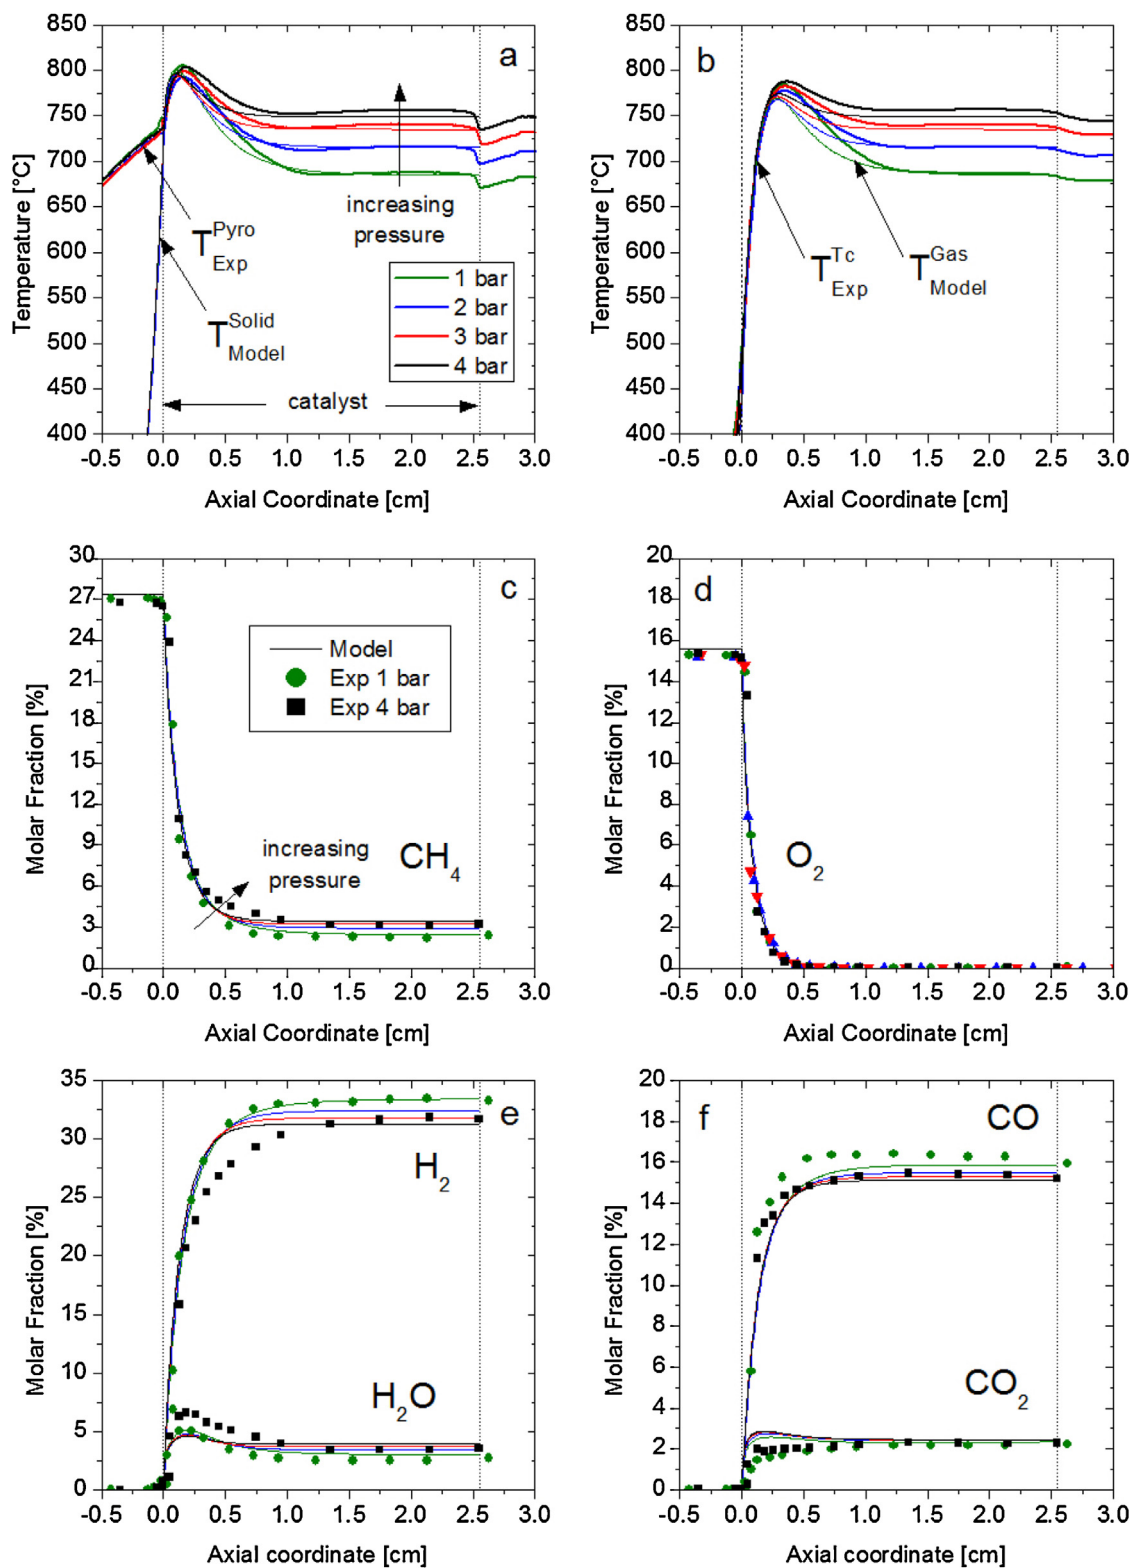 850
800
750
700
650
600
550
500
450
400
Temperature [°C]
a
increasing
pressure
T Pyro Exp
T Solid Model
1 bar
2 bar
3 bar
4 bar
catalyst
-0.5 0.0 0.5 1.0 1.5 2.0 2.5 3.0
Axial Coordinate [cm]
850
800
750
700
650
600
550
500
450
400
Temperature [°C]
b
T Tc Exp
T Gas Model
-0.5 0.0 0.5 1.0 1.5 2.0 2.5 3.0
Axial Coordinate [cm]
30
27
24
21
18
15
12
9
6
3
0
Molar Fraction [%]
c
Model
Exp 1 bar
Exp 4 bar
increasing
pressure
CH4
-0.5 0.0 0.5 1.0 1.5 2.0 2.5 3.0
Axial Coordinate [cm]
20
18
16
14
12
10
8
6
4
2
0
Molar Fraction [%]
d
O2
-0.5 0.0 0.5 1.0 1.5 2.0 2.5 3.0
Axial Coordinate [cm]
35
30
25
20
15
10
5
0
Molar Fraction [%]
e
H2
H2O
-0.5 0.0 0.5 1.0 1.5 2.0 2.5 3.0
Axial coordinate [cm]
20
18
16
14
12
10
8
6
4
2
0
Molar Fraction [%]
f
CO
CO2
-0.5 0.0 0.5 1.0 1.5 2.0 2.5 3.0
Axial coordinate [cm]